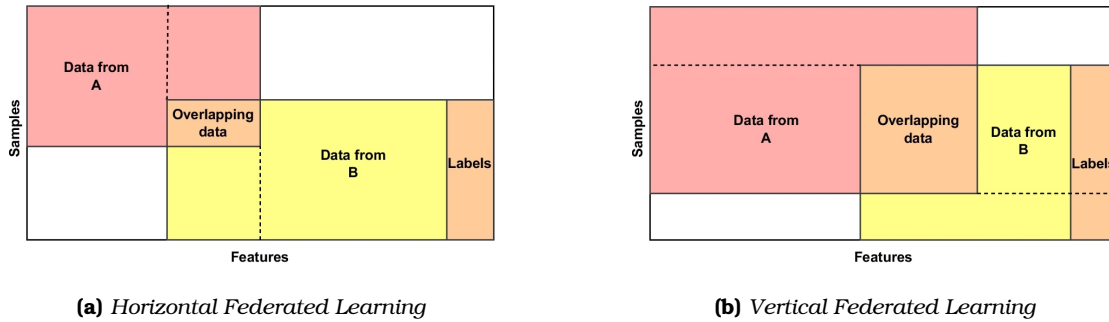 Samples
Data from
A
Overlapping
data
Data from
B
Labels
Features
(a) Horizontal Federated Learning
Samples
Data from
A
Overlapping
data
Data from
B
Labels
Features
(b) Vertical Federated Learning